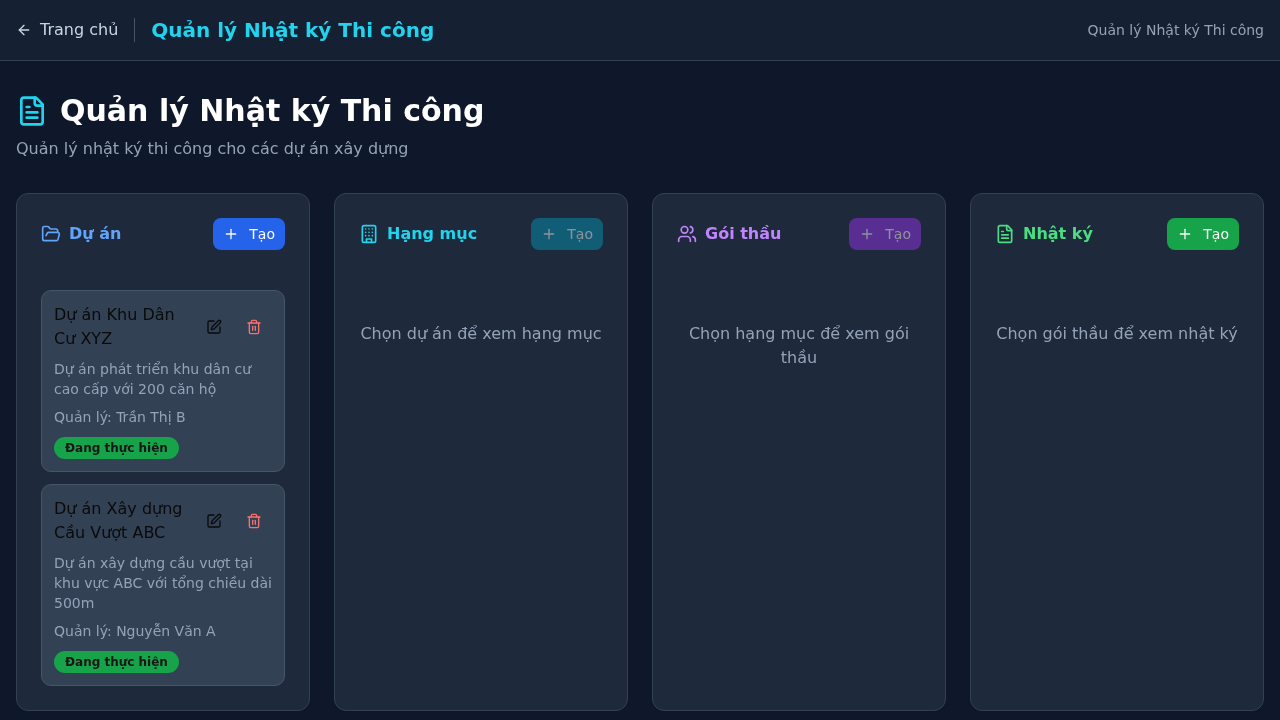 Trang chủ
Quản lý Nhật ký Thi công
Quản lý Nhật ký Thi công
Quản lý Nhật ký Thi công
Quản lý nhật ký thi công cho các dự án xây dựng
Dự án
Tạo
Dự án Khu Dân
Cư XYZ
Dự án phát triển khu dân cư
cao cấp với 200 căn hộ
Quản lý: Trần Thị B
Đang thực hiện
Dự án Xây dựng
Cầu Vượt ABC
Dự án xây dựng cầu vượt tại
khu vực ABC với tổng chiều dài
500m
Quản lý: Nguyễn Văn A
Đang thực hiện
Hạng mục
Tạo
Chọn dự án để xem hạng mục
Gói thầu
Tạo
Chọn hạng mục để xem gói
thầu
Nhật ký
Tạo
Chọn gói thầu để xem nhật ký